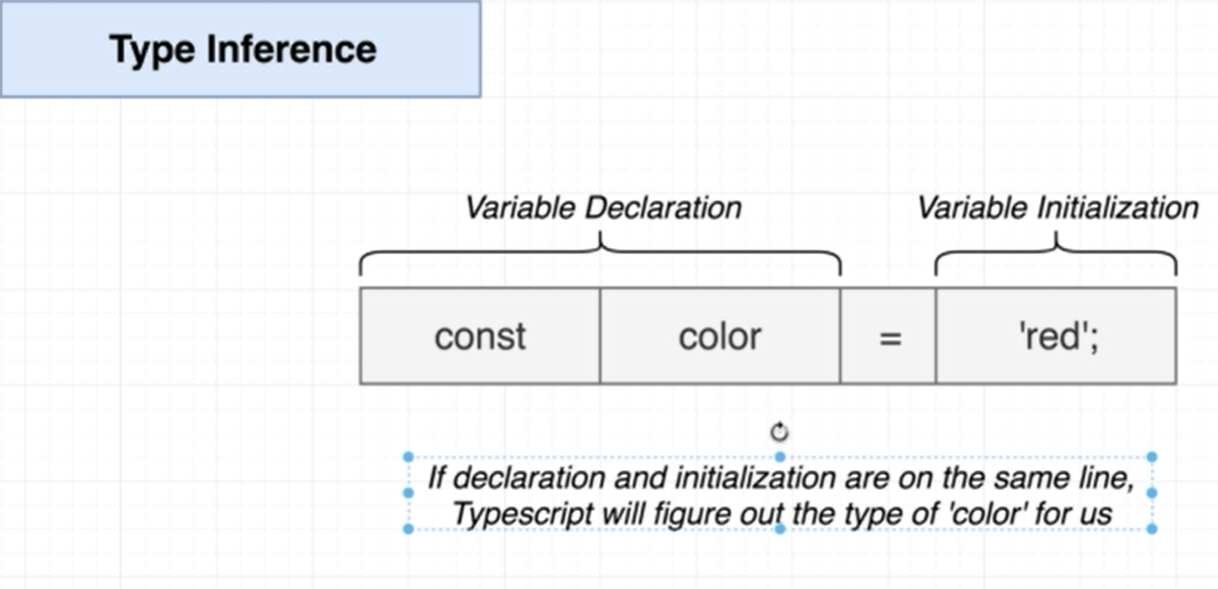 Type Inference
Variable Declaration
Variable Initialization
const
color
=
'red';
If declaration and initialization are on the same line,
Typescript will figure out the type of 'color' for us